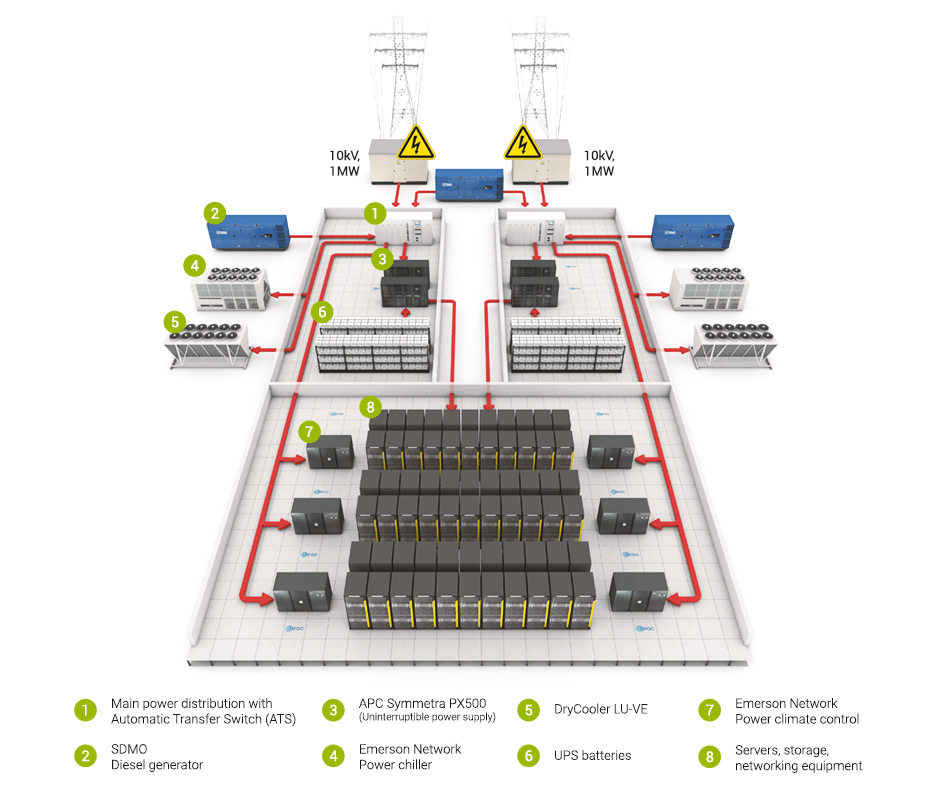 10kV,
1MW
10kV,
1MW
2
1
4
3
5
6
8
7
1
Main power distribution with
Automatic Transfer Switch (ATS)
3
APC Symmetra PX500
(Uninterruptible power supply)
5
DryCooler LU-VE
7
Emerson Network
Power climate control
2
SDMO
Diesel generator
4
Emerson Network
Power chiller
6
UPS batteries
8
Servers, storage,
networking equipment